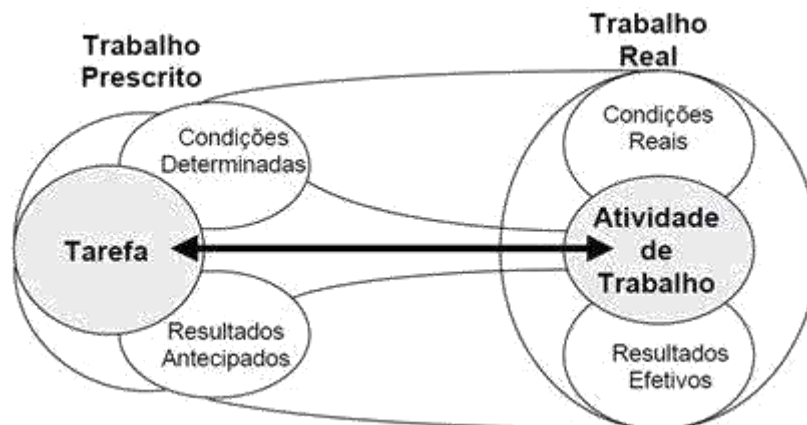 Trabalho
Prescrito
Condições
Determinadas
Tarefa
Resultados
Antecipados
Trabalho
Real
Condições
Reais
Atividade
de
Trabalho
Resultados
Efetivos